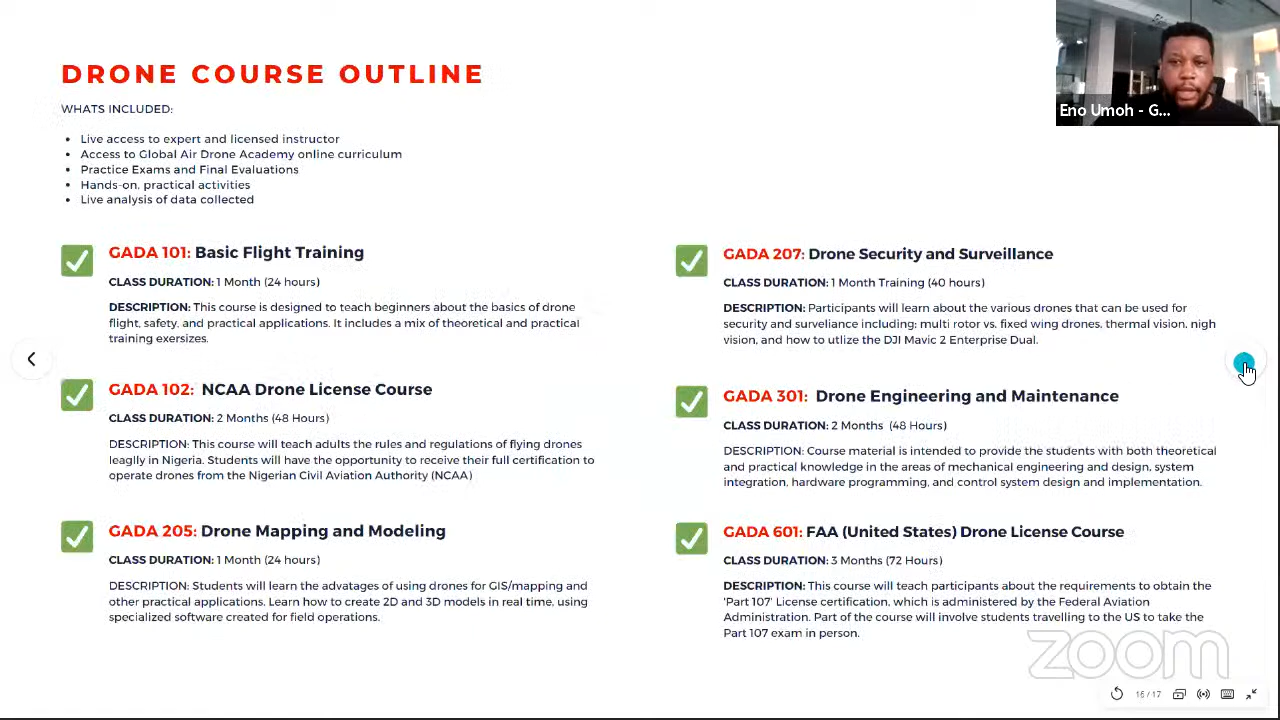 DRONE COURSE OUTLINE
WHATS INCLUDED:
• Live access to expert and licensed instructor
• Access to Global Air Drone Academy online curriculum
• Practice Exams and Final Evaluations
• Hands-on, practical activities
• Live analysis of data collected
GADA 101: Basic Flight Training
CLASS DURATION: 1 Month (24 hours)
DESCRIPTION: This course is designed to teach beginners about the basics of drone
flight, safety, and practical applications. It includes a mix of theoretical and practical
training exersizes.
GADA 102: NCAA Drone License Course
CLASS DURATION: 2 Months (48 Hours)
DESCRIPTION: This course will teach adults the rules and regulations of flying drones
leaglly in Nigeria. Students will have the opportunity to receive their full certification to
operate drones from the Nigerian Civil Aviation Authority (NCAA)
GADA 205: Drone Mapping and Modeling
CLASS DURATION: 1 Month (24 hours)
DESCRIPTION: Students will learn the advatages of using drones for GIS/mapping and
other practical applications. Learn how to create 2D and 3D models in real time, using
specialized software created for field operations.
GADA 207: Drone Security and Surveillance
CLASS DURATION: 1 Month Training (40 hours)
DESCRIPTION: Participants will learn about the various drones that can be used for
security and surveliance including; multi rotor vs. fixed wing drones, thermal vision, nigh
vision, and how to utlize the DJI Mavic 2 Enterprise Dual.
GADA 301: Drone Engineering and Maintenance
CLASS DURATION: 2 Months (48 Hours)
DESCRIPTION: Course material is intended to provide the students with both theoretical
and practical knowledge in the areas of mechanical engineering and design, system
integration, hardware programming, and control system design and implementation.
GADA 601: FAA (United States) Drone License Course
CLASS DURATION: 3 Months (72 Hours)
DESCRIPTION: This course will teach participants about the requirements to obtain the
'Part 107' License certification, which is administered by the Federal Aviation
Administration. Part of the course will involve students travelling to the US to take the
Part 107 exam in person.
Eno Umoh - G...
zoom
16/17